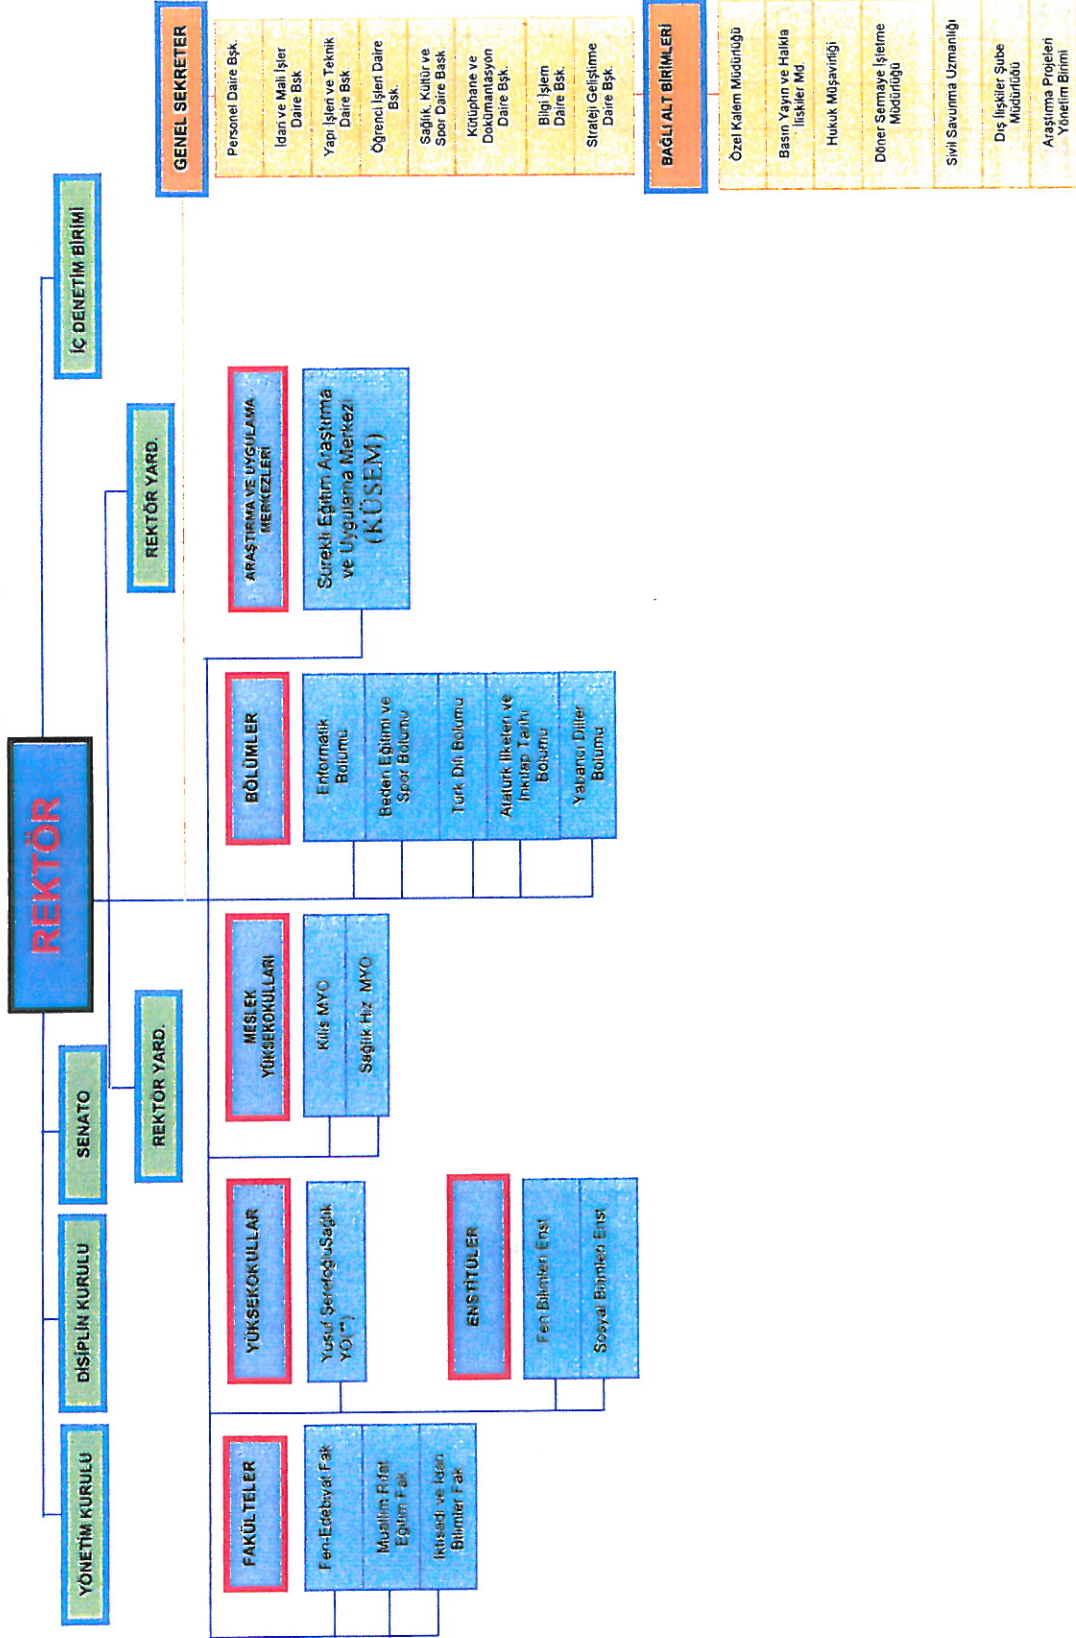 REKTÖR
YÖNETİM KURULU
DİSİPLİN KURULU
SENATO
İÇ DENETİM BİRİMİ
REKTÖR YARD.
REKTÖR YARD.
FAKÜLTELER
Fen-Edebiyat Fak
Muallim Rıfat
Eğitim Fak
İktisadi ve İdari
Bilimler Fak
YÜKSEKOKULLAR
Yusuf ŞerefoğluSağlık
YO(**)
ENSTİTÜLER
Fen Bilimleri Enst
Sosyal Bilimleri Enst
MESLEK
YÜKSEKOKULLARI
Kilis MYO
Sağlık Hiz. MYO
BÖLÜMLER
Enformatik
Bölümü
Beden Eğitimi ve
Spor Bölümü
Türk Dili Bölümü
Atatürk İlkeleri ve
İnkılap Tarihi
Bölümü
Yabancı Diller
Bölümü
ARAŞTIRMA VE UYGULAMA
MERKEZLERİ
Sürekli Eğitim Araştırma
ve Uygulama Merkezi
(KÜSEM)
GENEL SEKRETER
Personel Daire Bşk.
İdari ve Mali İşler
Daire Bşk
Yapı İşleri ve Teknik
Daire Bşk
Öğrenci İşleri Daire
Bşk.
Sağlık, Kültür ve
Spor Daire Bask
Kütüphane ve
Dokümantasyon
Daire Bşk.
Bilgi İşlem
Daire Bsk.
Strateji Geliştirme
Daire Bşk.
BAĞLI ALT BİRİMLERİ
Özel Kalem Müdürlüğü
Basın Yayın ve Halkla
İlişkiler Md.
Hukuk Müşavirliği
Döner Sermaye İşletme
Müdürlüğü
Sivil Savunma Uzmanlığı
Dış İlişkiler Şube
Müdürlüğü
Araştırma Projeleri
Yönetim Birimi